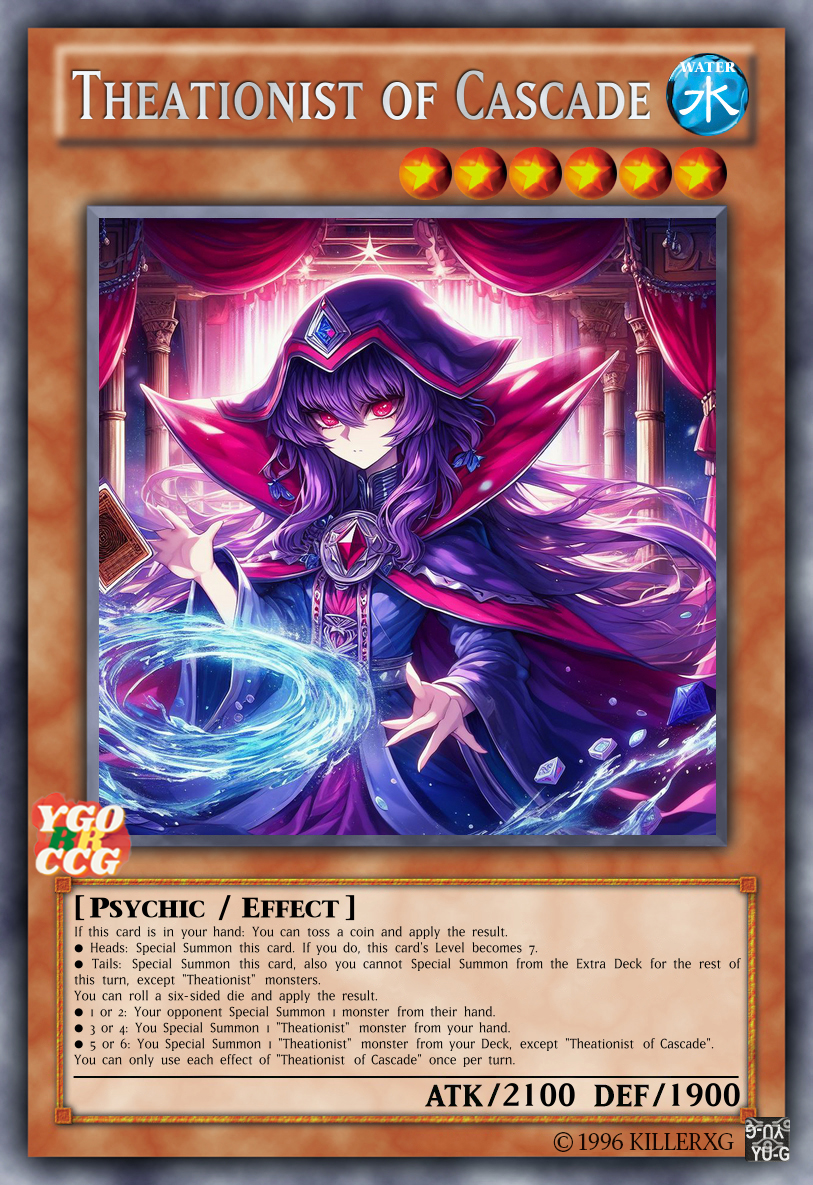 THEATIONIST OF CASCADE
WATER
水
[ PSYCHIC / EFFECT ]
If this card is in your hand: You can toss a coin and apply the result.
● Heads: Special Summon this card. If you do, this card's Level becomes 7.
● Tails: Special Summon this card, also you cannot Special Summon from the Extra Deck for the rest of
this turn, except "Theationist" monsters.
You can roll a six-sided die and apply the result.
● 1 or 2: Your opponent Special Summon 1 monster from their hand.
● 3 or 4: You Special Summon 1 "Theationist" monster from your hand.
● 5 or 6: You Special Summon 1 "Theationist" monster from your Deck, except "Theationist of Cascade".
You can only use each effect of "Theationist of Cascade" once per turn.
ATK/2100 DEF/1900
YGO
RR
CCG
© 1996 KILLERXG
YU-G
YU-G